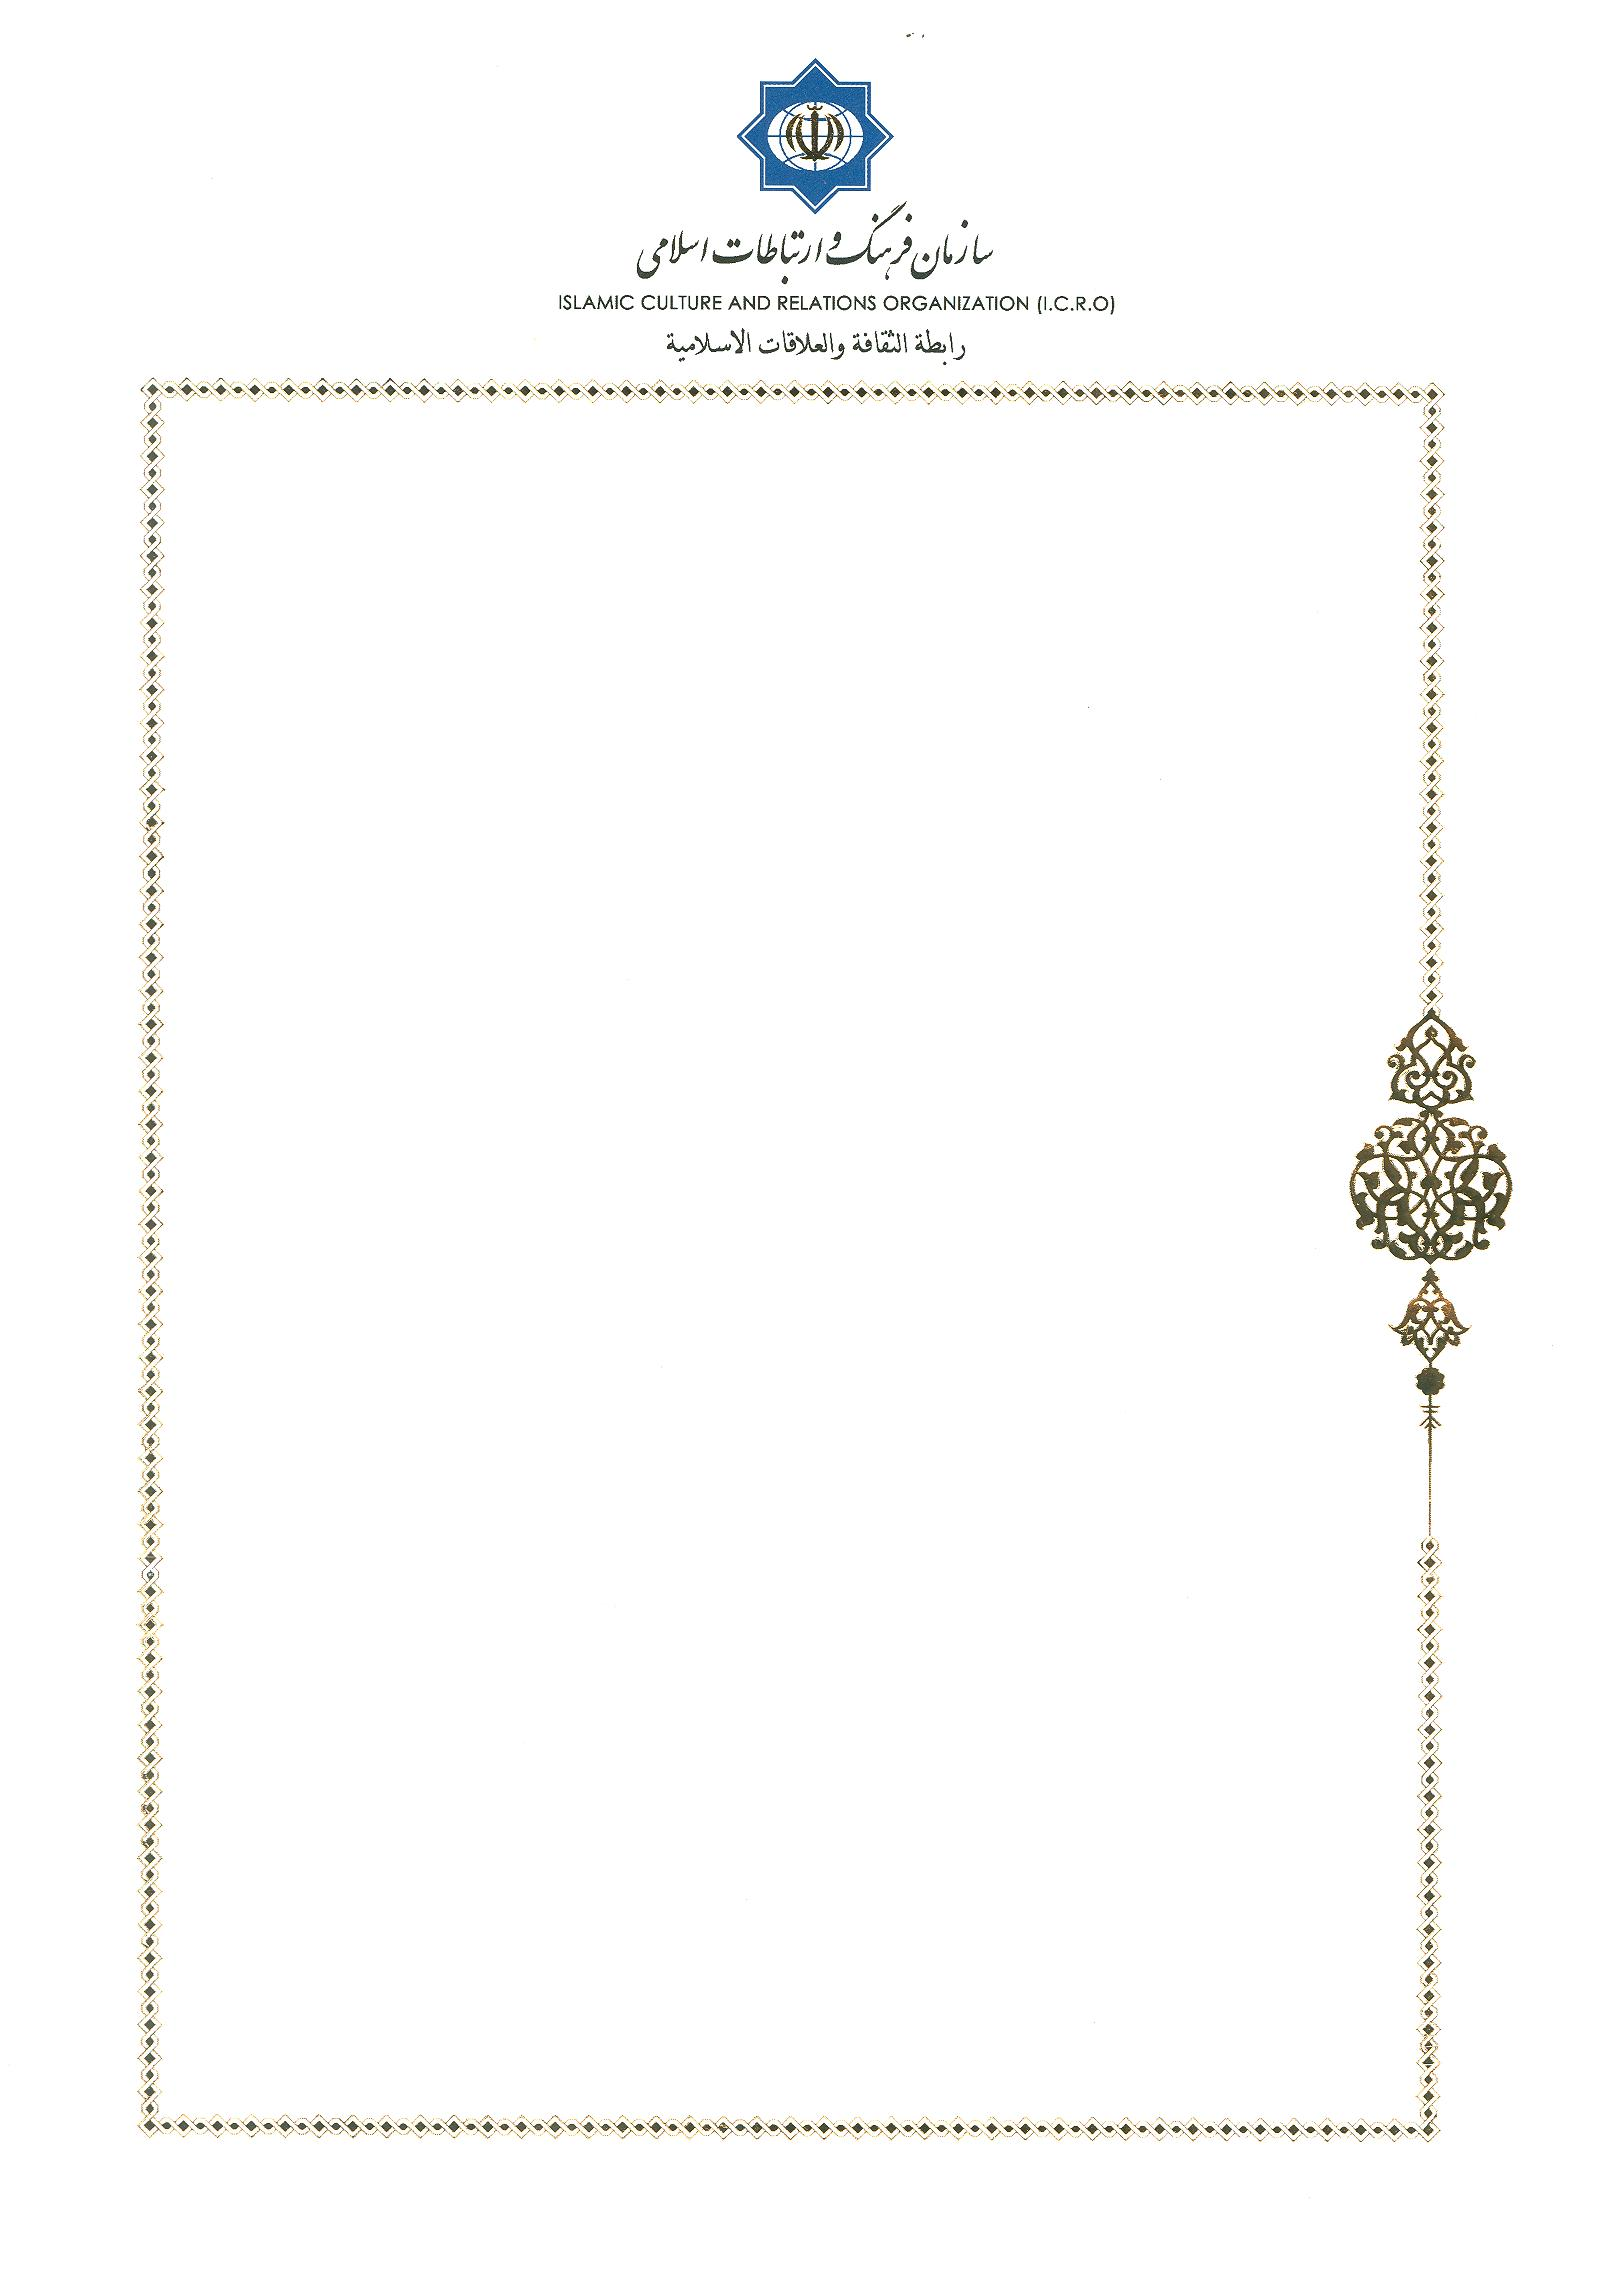 سازمان فرهنگ و ارتباطات اسلامی
ISLAMIC CULTURE AND RELATIONS ORGANIZATION (I.C.R.O)
رابطة الثقافة والعلاقات الاسلامية